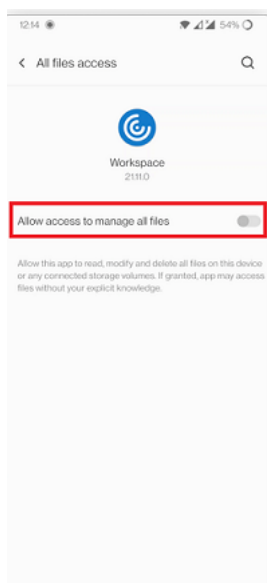 12:14 54%
All files access
Workspace
21.11.0
Allow access to manage all files
Allow this app to read, modify and delete all files on this device
or any connected storage volumes. If granted, app may access
files without your explicit knowledge.